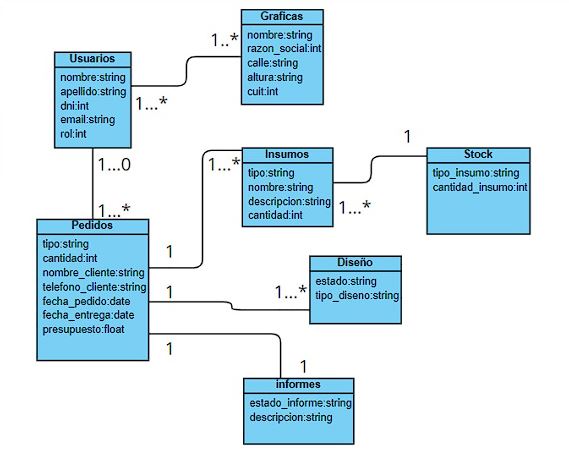 Graficas
nombre:string
razon_social:int
calle:string
altura:string
cuit:int
1..*
Usuarios
nombre:string
apellido:string
dni:int
email:string
rol:int
1...*
1...0
1...*
Pedidos
tipo:string
cantidad:int
nombre_cliente:string
telefono_cliente:string
fecha_pedido:date
fecha_entrega:date
presupuesto:float
1
1...*
Insumos
tipo:string
nombre:string
descripcion:string
cantidad:int
1...*
1
Stock
tipo_insumo:string
cantidad_insumo:int
1
1...*
Diseño
estado:string
tipo_diseno:string
1
1
informes
estado_informe:string
descripcion:string